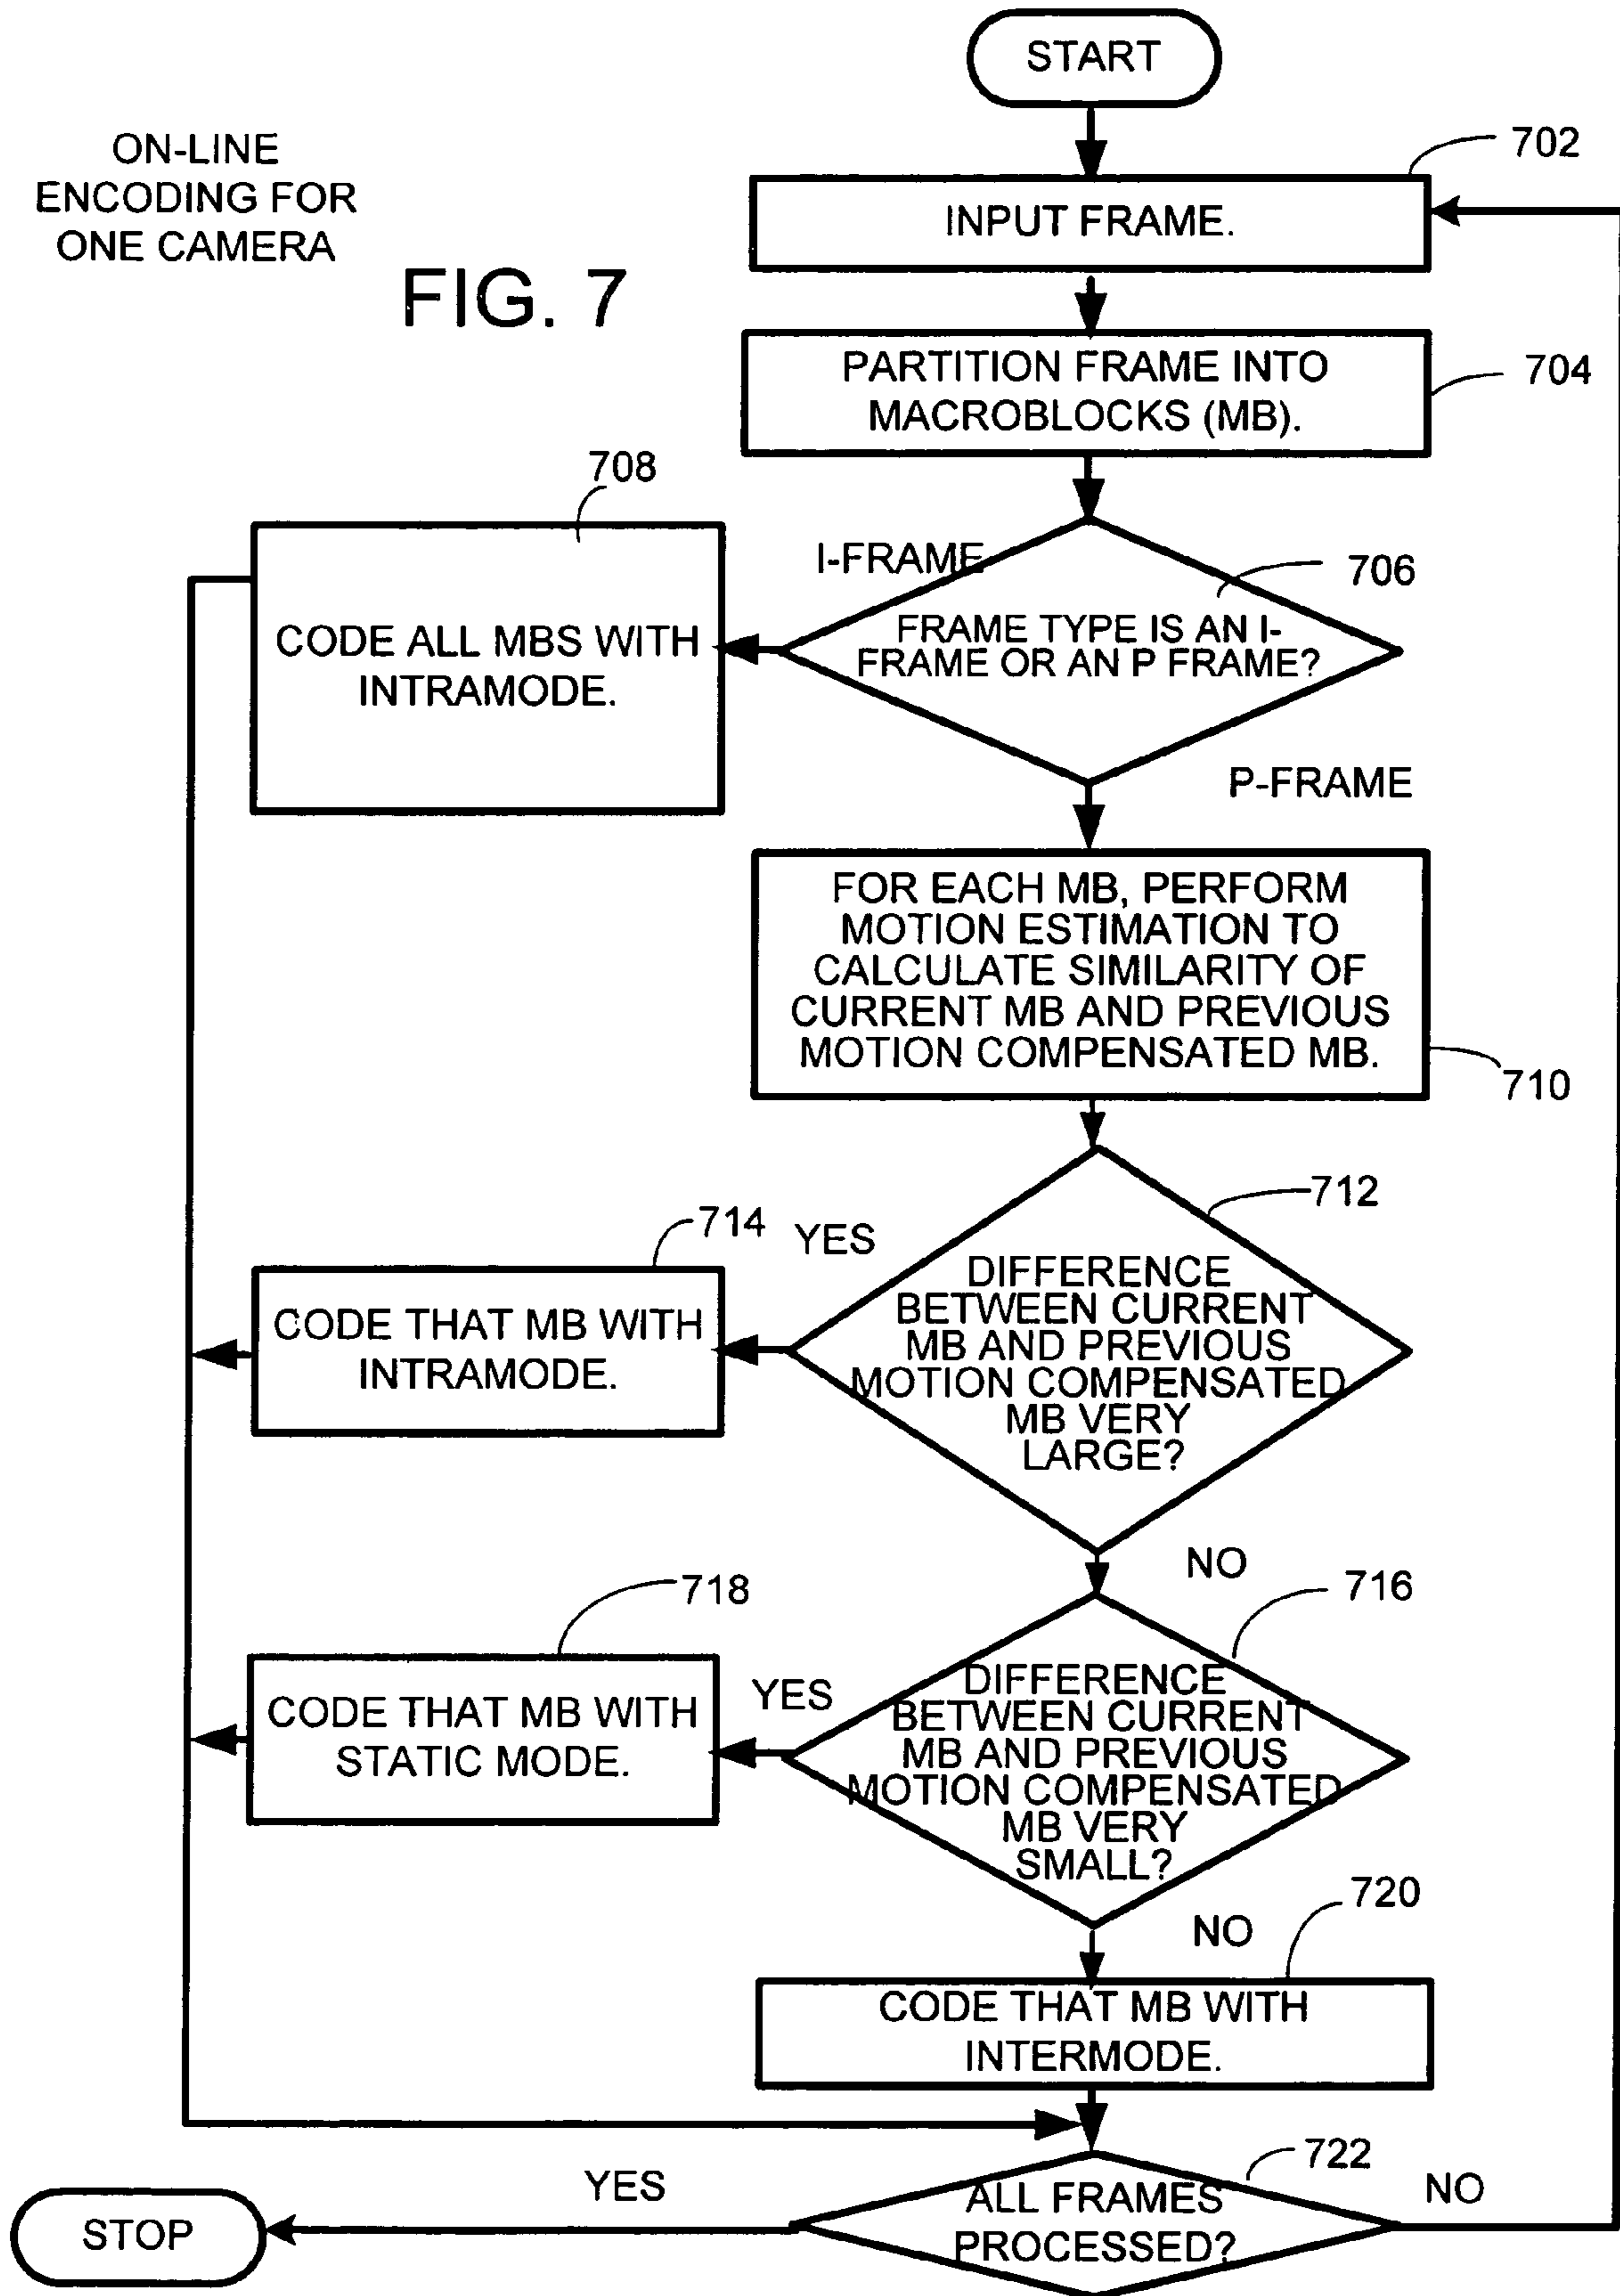 START
ON-LINE
ENCODING FOR
ONE CAMERA
FIG. 7
702
INPUT FRAME.
704
PARTITION FRAME INTO
MACROBLOCKS (MB).
708
I-FRAME
706
FRAME TYPE IS AN I-
FRAME OR AN P FRAME?
CODE ALL MBS WITH
INTRAMODE.
P-FRAME
FOR EACH MB, PERFORM
MOTION ESTIMATION TO
CALCULATE SIMILARITY OF
CURRENT MB AND PREVIOUS
MOTION COMPENSATED MB.
710
712
714
YES
DIFFERENCE
BETWEEN CURRENT
MB AND PREVIOUS
MOTION COMPENSATED
MB VERY
LARGE?
CODE THAT MB WITH
INTRAMODE.
NO
716
718
YES
DIFFERENCE
BETWEEN CURRENT
MB AND PREVIOUS
MOTION COMPENSATED
MB VERY
SMALL?
CODE THAT MB WITH
STATIC MODE.
720
NO
CODE THAT MB WITH
INTERMODE.
722
YES
ALL FRAMES
PROCESSED?
NO
STOP